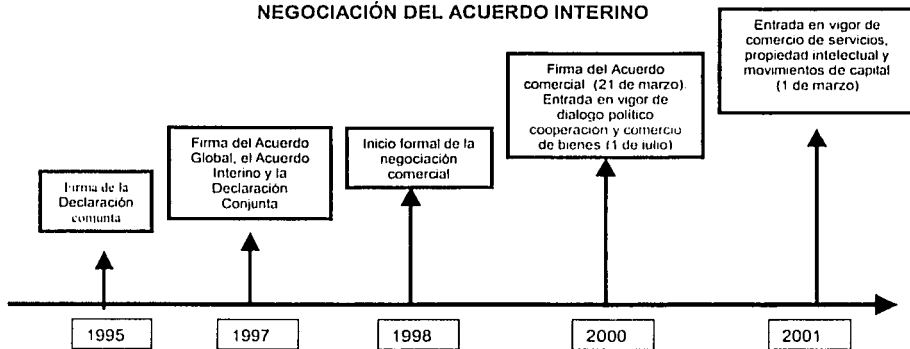 NEGOCIACIÓN DEL ACUERDO INTERINO
Firma de la
Declaración
conjunta
Firma del Acuerdo
Global, el Acuerdo
Interino y la
Declaración
Conjunta
Inicio formal de la
negociación
comercial
Firma del Acuerdo
comercial (21 de marzo).
Entrada en vigor de
dialogo político
cooperación y comercio
de bienes (1 de julio)
Entrada en vigor de
comercio de servicios,
propiedad intelectual y
movimientos de capital
(1 de marzo)
1995
1997
1998
2000
2001